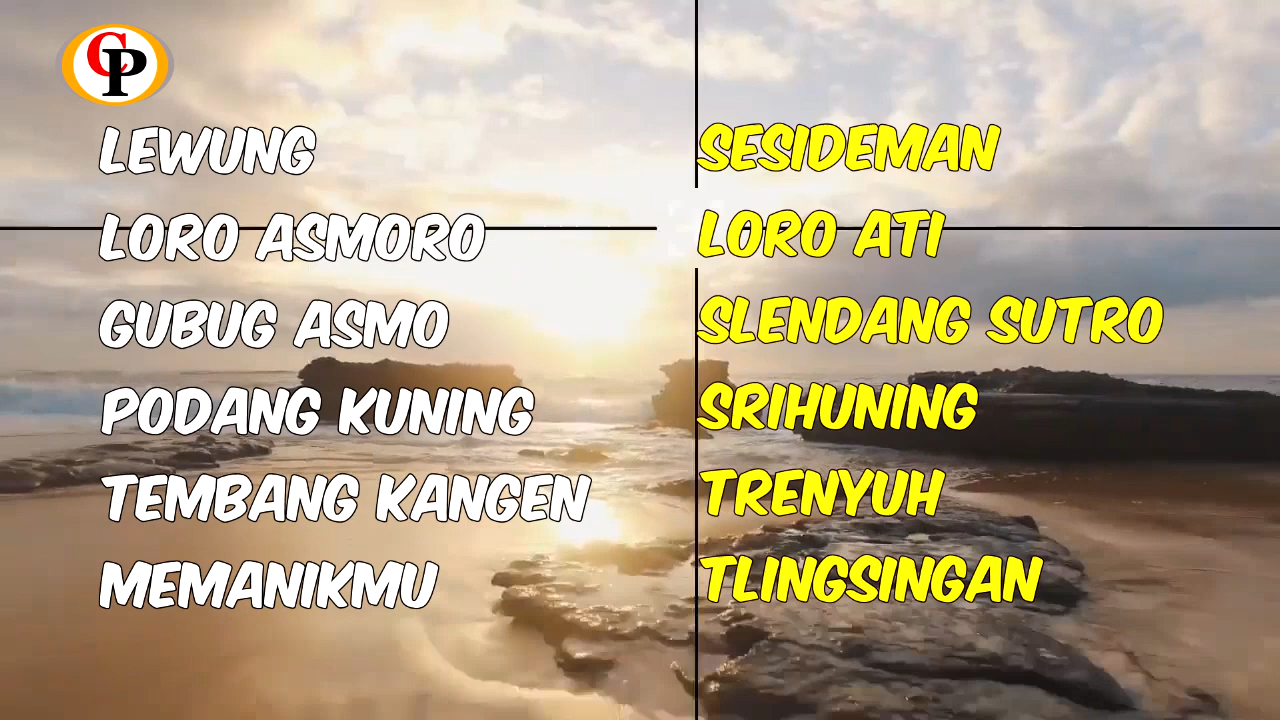 CP
LEWUNG
LORO ASMORO
GUBUG ASMO
PODANG KUNING
TEMBANG KANGEN
MEMANIKMU
SESIDEMAN
LORO ATI
SLENDANG SUTRO
SRIHUNING
TRENYUH
TLINGSINGAN